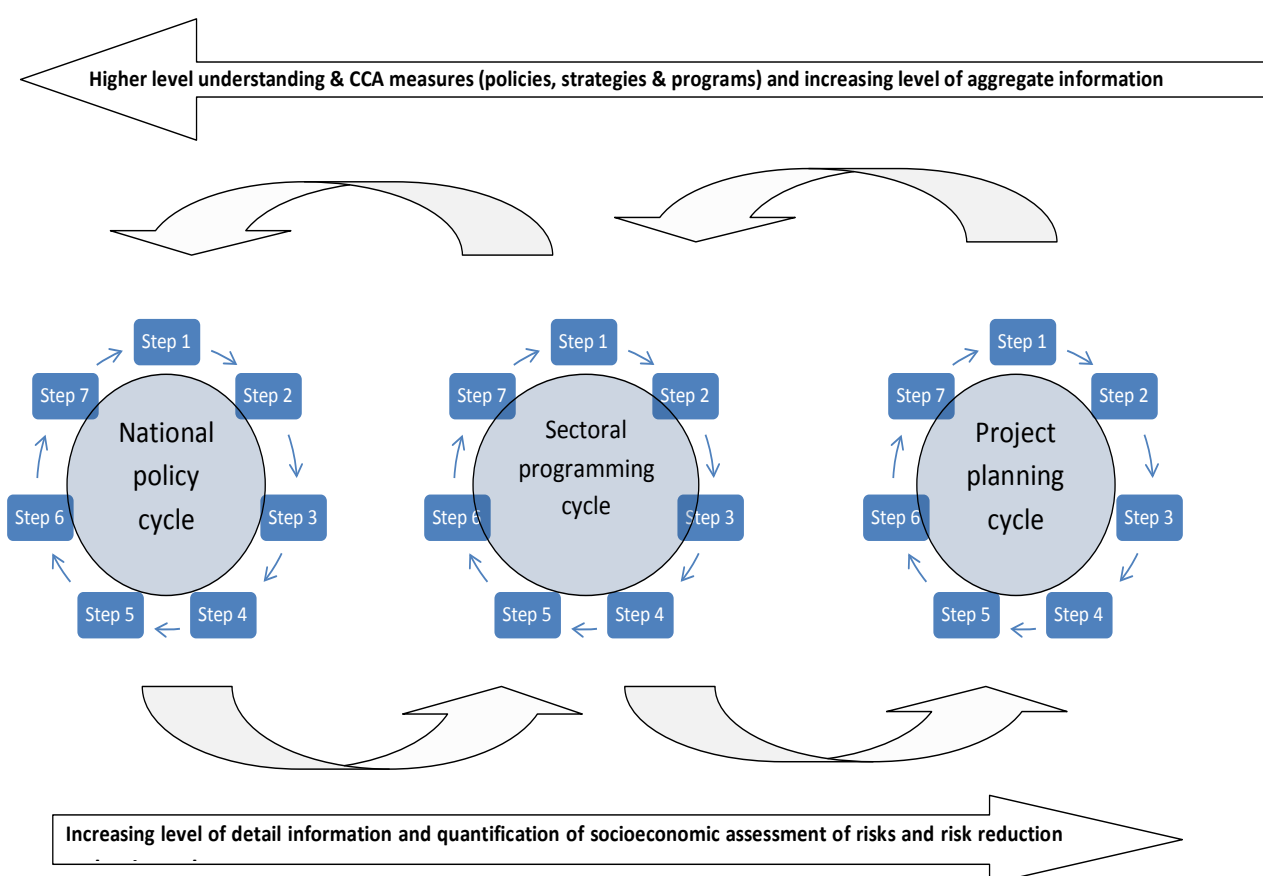 Higher level understanding & CCA measures (policies, strategies & programs) and increasing level of aggregate information
Step 1
Step 2
Step 3
Step 4
Step 5
Step 6
Step 7
National
policy
cycle
Step 1
Step 2
Step 3
Step 4
Step 5
Step 6
Step 7
Sectoral
programming
cycle
Step 1
Step 2
Step 3
Step 4
Step 5
Step 6
Step 7
Project
planning
cycle
Increasing level of detail information and quantification of socioeconomic assessment of risks and risk reduction